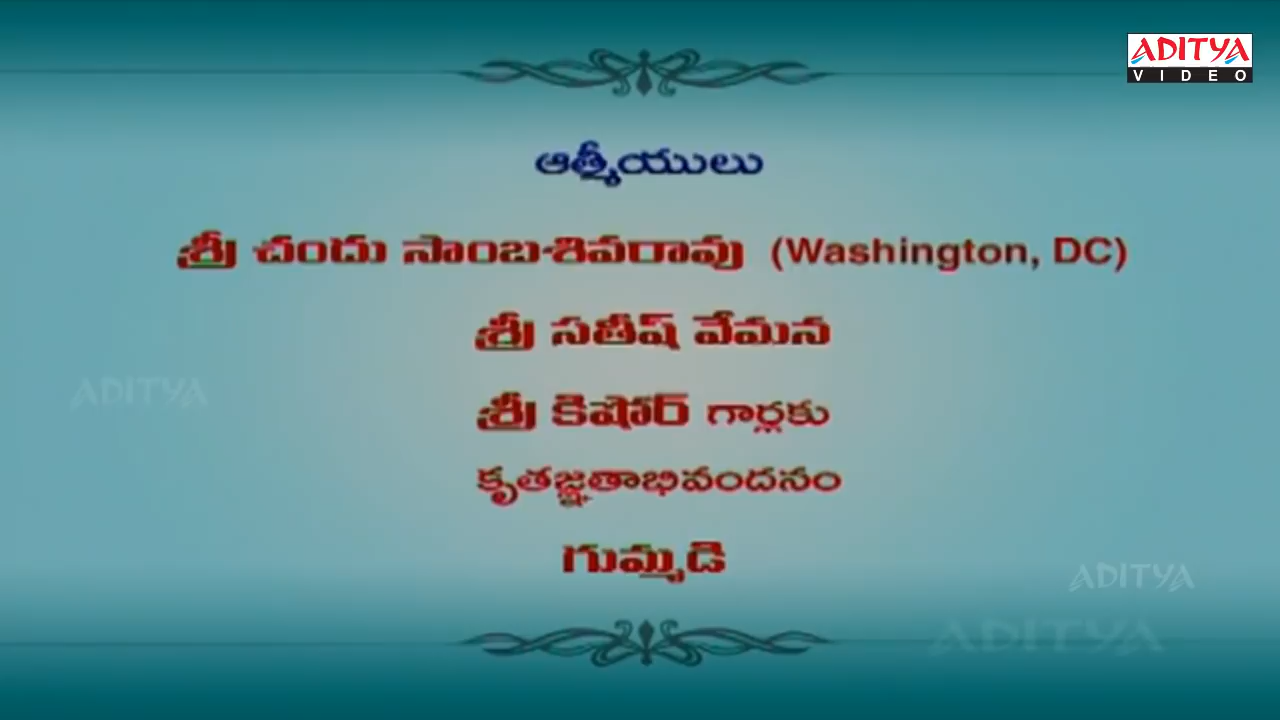 ADITYA
VIDEO
ఆత్మీయులు
శ్రీ చందు సాంబశివరావు (Washington, DC)
శ్రీ సతీష్ వేమన
శ్రీ కిషోర్ గార్లకు
కృతజ్ఞతాభివందనం
గుమ్మడి
ADITYA
ADITYA
ADITYA